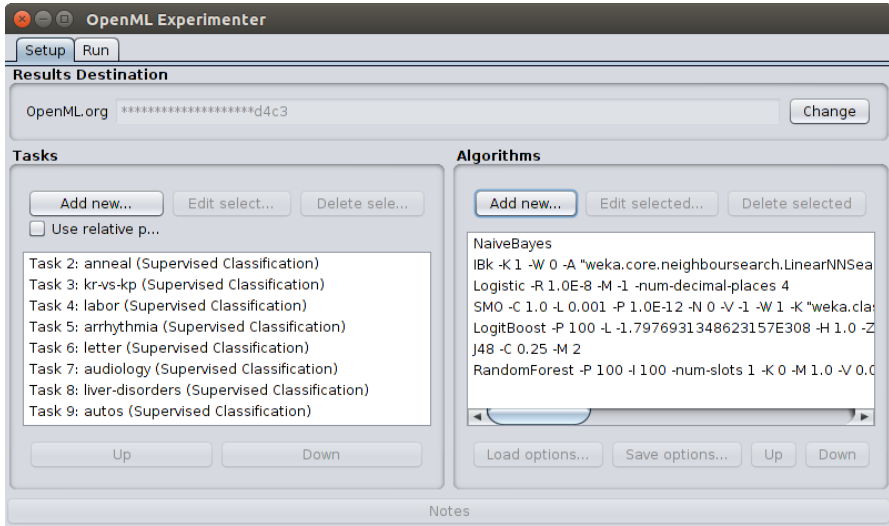 OpenML Experimenter
Setup Run
Results Destination
OpenML.org ********************d4c3 Change
Tasks
Add new... Edit select... Delete sele...
Use relative p...
Task 2: anneal (Supervised Classification)
Task 3: kr-vs-kp (Supervised Classification)
Task 4: labor (Supervised Classification)
Task 5: arrhythmia (Supervised Classification)
Task 6: letter (Supervised Classification)
Task 7: audiology (Supervised Classification)
Task 8: liver-disorders (Supervised Classification)
Task 9: autos (Supervised Classification)
Up Down
Algorithms
Add new... Edit selected... Delete selected
NaiveBayes
IBk -K 1 -W 0 -A "weka.core.neighboursearch.LinearNNSea
Logistic -R 1.0E-8 -M -1 -num-decimal-places 4
SMO -C 1.0 -L 0.001 -P 1.0E-12 -N 0 -V -1 -W 1 -K "weka.clas
LogitBoost -P 100 -L -1.7976931348623157E308 -H 1.0 -Z
J48 -C 0.25 -M 2
RandomForest -P 100 -I 100 -num-slots 1 -K 0 -M 1.0 -V 0.0
Load options... Save options... Up Down
Notes